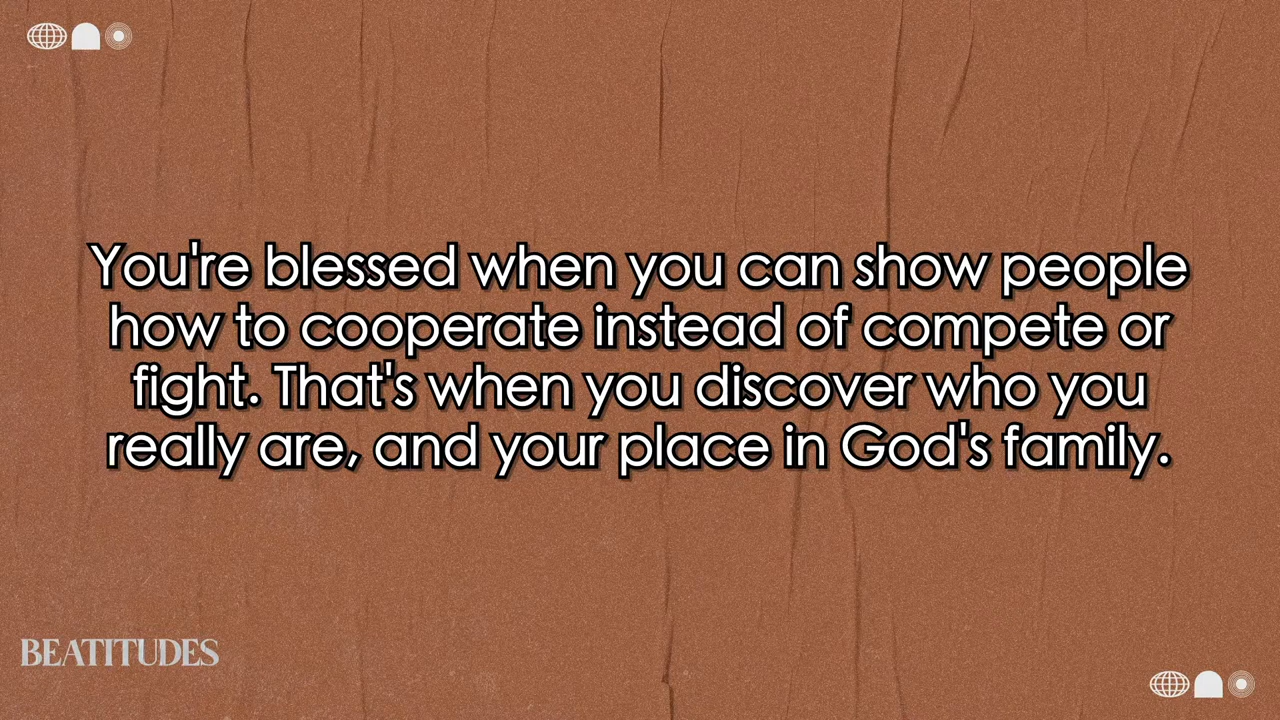 You're blessed when you can show people
how to cooperate instead of compete or
fight. That's when you discover who you
really are, and your place in God's family.
BEATITUDES